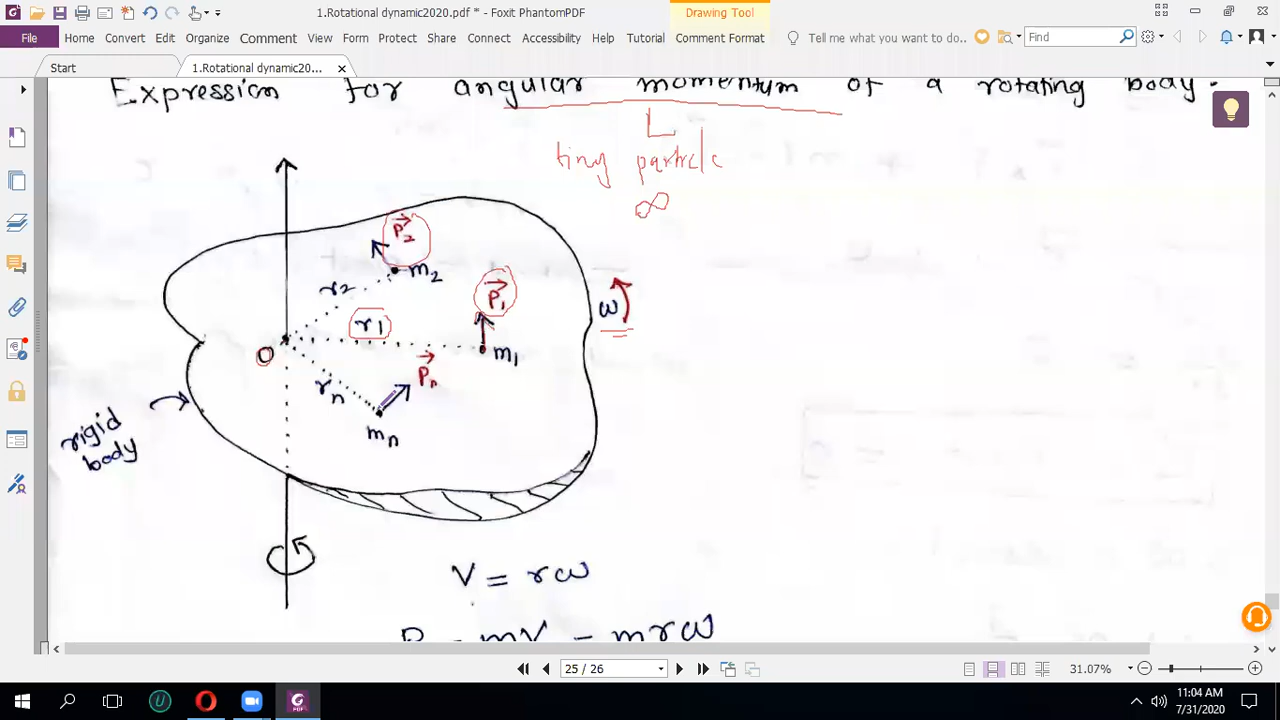 1.Rotational dynamic2020.pdf * - Foxit PhantomPDF
Drawing Tool
File Home Convert Edit Organize Comment View Form Protect Share Connect Accessibility Help Tutorial Comment Format Tell me what you want to do.. Find
Start 1.Rotational dynamic20...
Expression for angular momentum of a rotating body.
L
tiny particle
∞
P⃗2
m2
r2
P⃗1
ω
r1
O
m1
P⃗n
rn
mn
rigid
body
V = rω
P = mV = mrω
25 / 26
31.07%
PDF
11:04 AM
7/31/2020